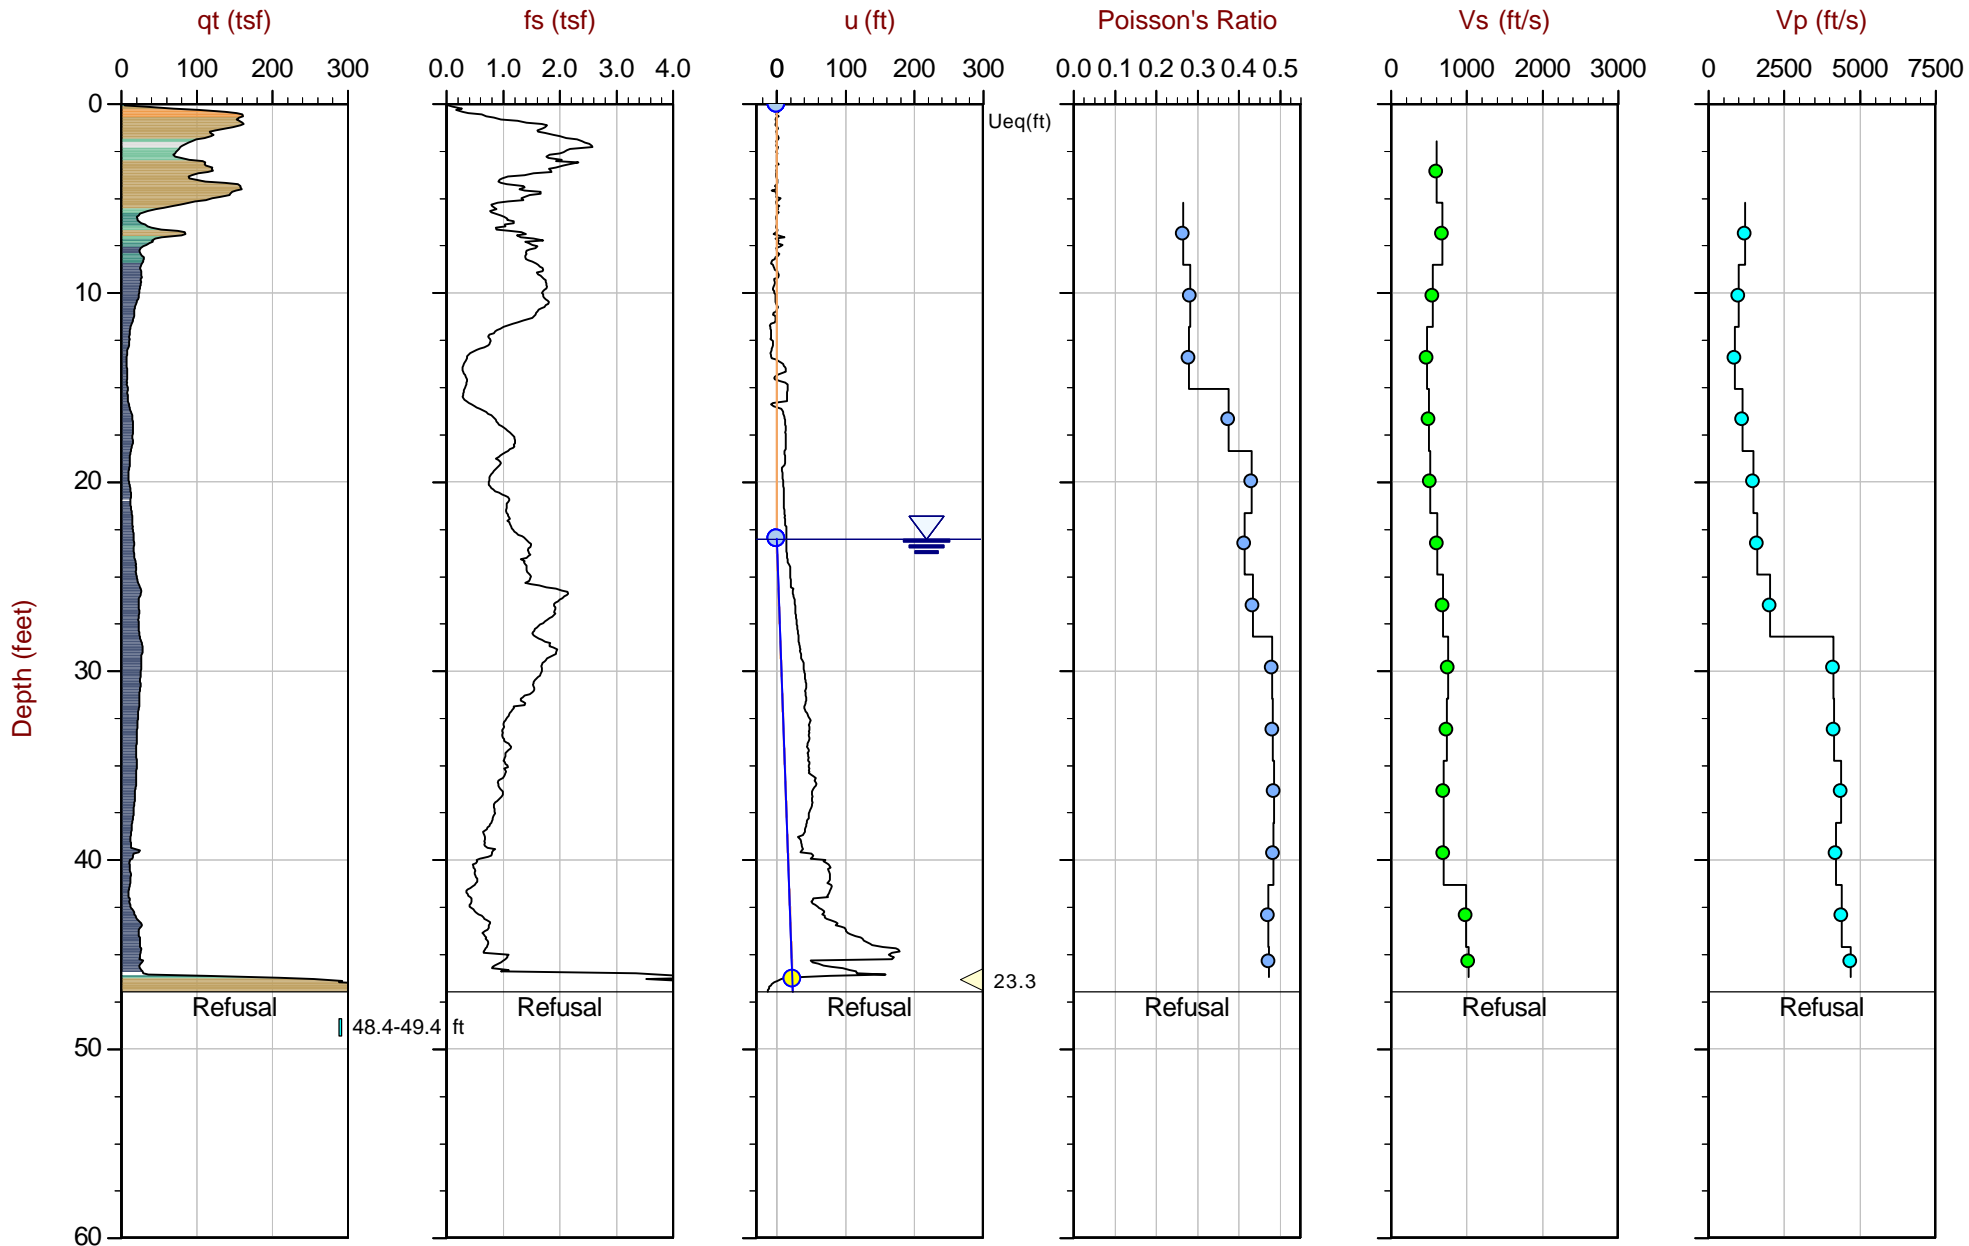 qt (tsf) fs (tsf) u (ft) Poisson's Ratio Vs (ft/s) Vp (ft/s)
0 100 200 300 0.0 1.0 2.0 3.0 4.0 0 100 200 300 0.0 0.1 0.2 0.3 0.4 0.5 0 1000 2000 3000 0 2500 5000 7500
0
Ueq(ft)
10
20
30
40
50
60
Depth (feet)
23.3
Refusal Refusal Refusal Refusal Refusal Refusal
48.4-49.4 ft